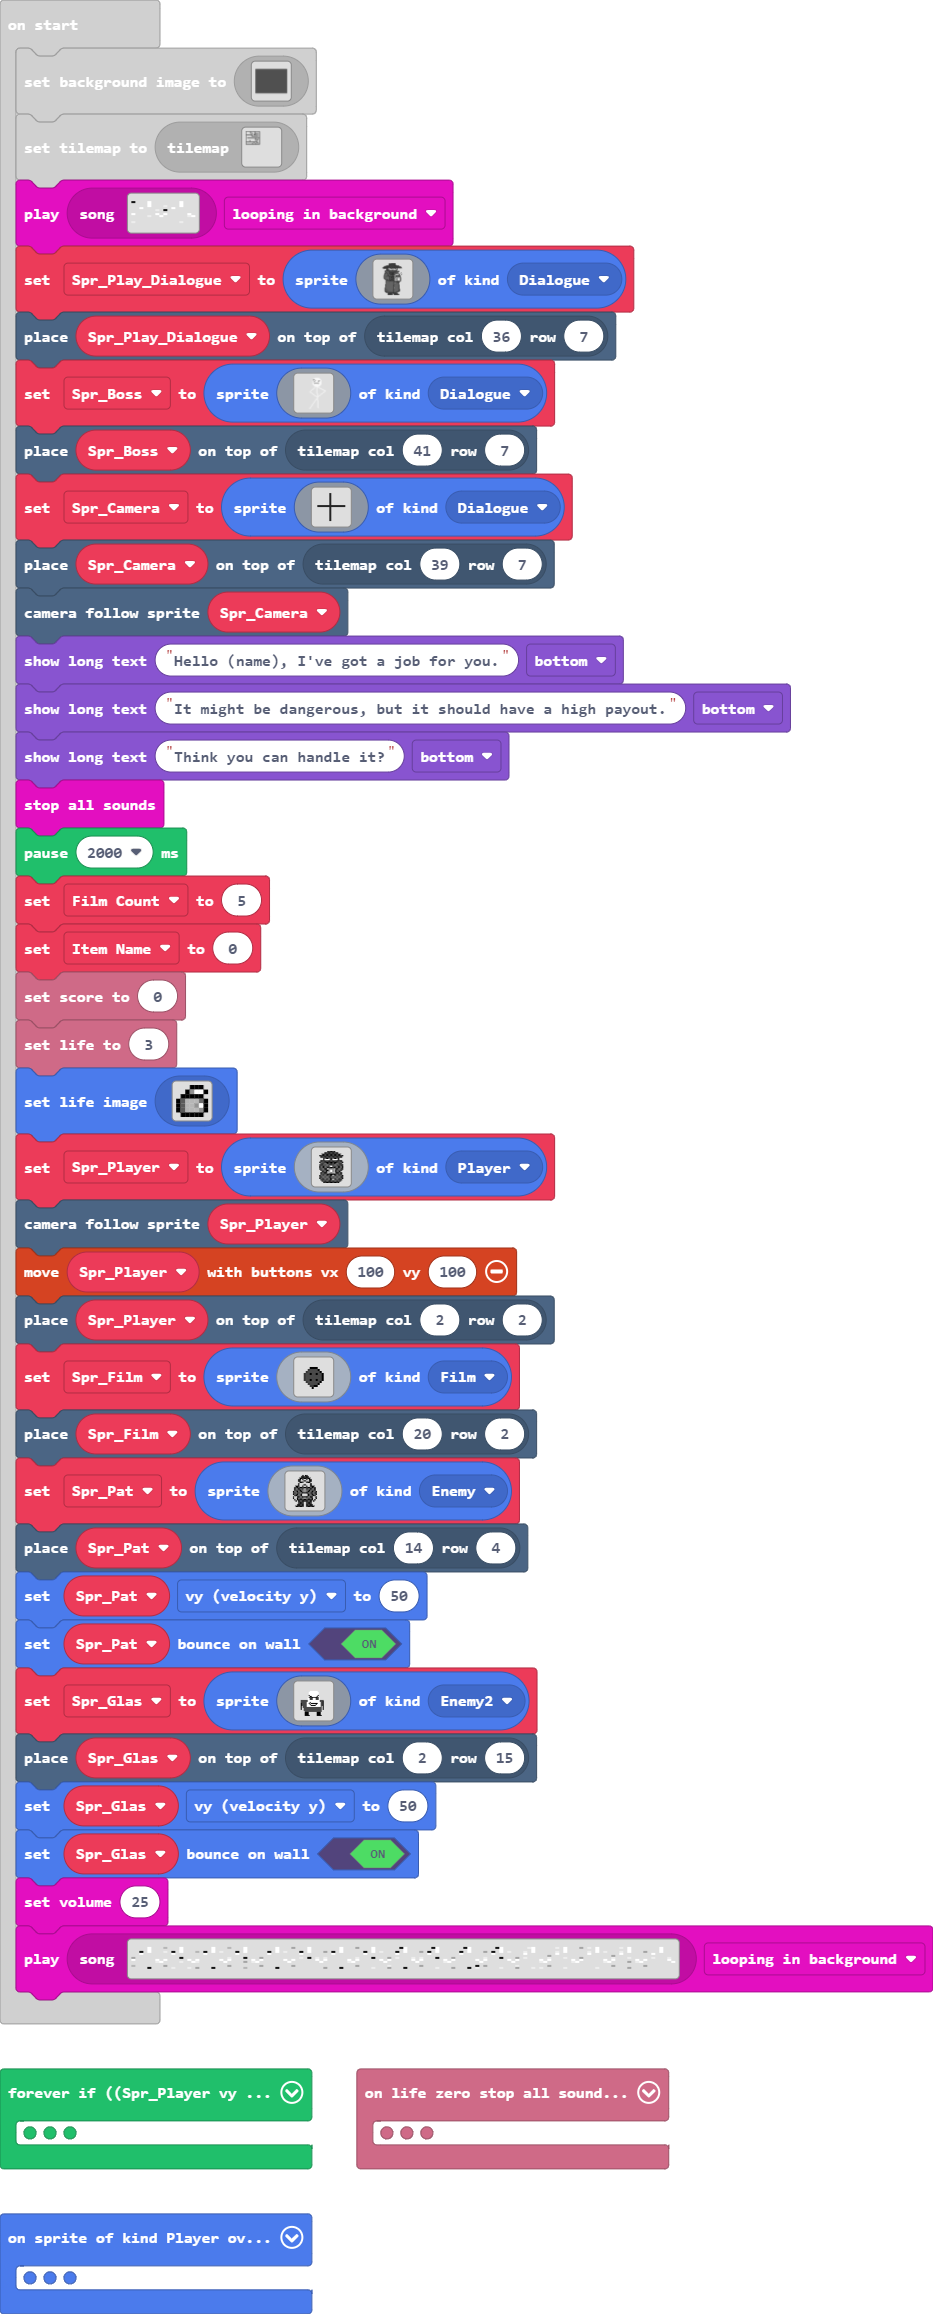 on start
set background image to
set tilemap to tilemap
play song looping in background
set Spr_Play_Dialogue to sprite of kind Dialogue
place Spr_Play_Dialogue on top of tilemap col 36 row 7
set Spr_Boss to sprite of kind Dialogue
place Spr_Boss on top of tilemap col 41 row 7
set Spr_Camera to sprite of kind Dialogue
place Spr_Camera on top of tilemap col 39 row 7
camera follow sprite Spr_Camera
show long text "Hello (name), I've got a job for you." bottom
show long text "It might be dangerous, but it should have a high payout." bottom
show long text "Think you can handle it?" bottom
stop all sounds
pause 2000 ms
set Film Count to 5
set Item Name to 0
set score to 0
set life to 3
set life image
set Spr_Player to sprite of kind Player
camera follow sprite Spr_Player
move Spr_Player with buttons vx 100 vy 100
place Spr_Player on top of tilemap col 2 row 2
set Spr_Film to sprite of kind Film
place Spr_Film on top of tilemap col 20 row 2
set Spr_Pat to sprite of kind Enemy
place Spr_Pat on top of tilemap col 14 row 4
set Spr_Pat vy (velocity y) to 50
set Spr_Pat bounce on wall ON
set Spr_Glas to sprite of kind Enemy2
place Spr_Glas on top of tilemap col 2 row 15
set Spr_Glas vy (velocity y) to 50
set Spr_Glas bounce on wall ON
set volume 25
play song looping in background
forever if ((Spr_Player vy ...
on life zero stop all sound...
on sprite of kind Player ov...